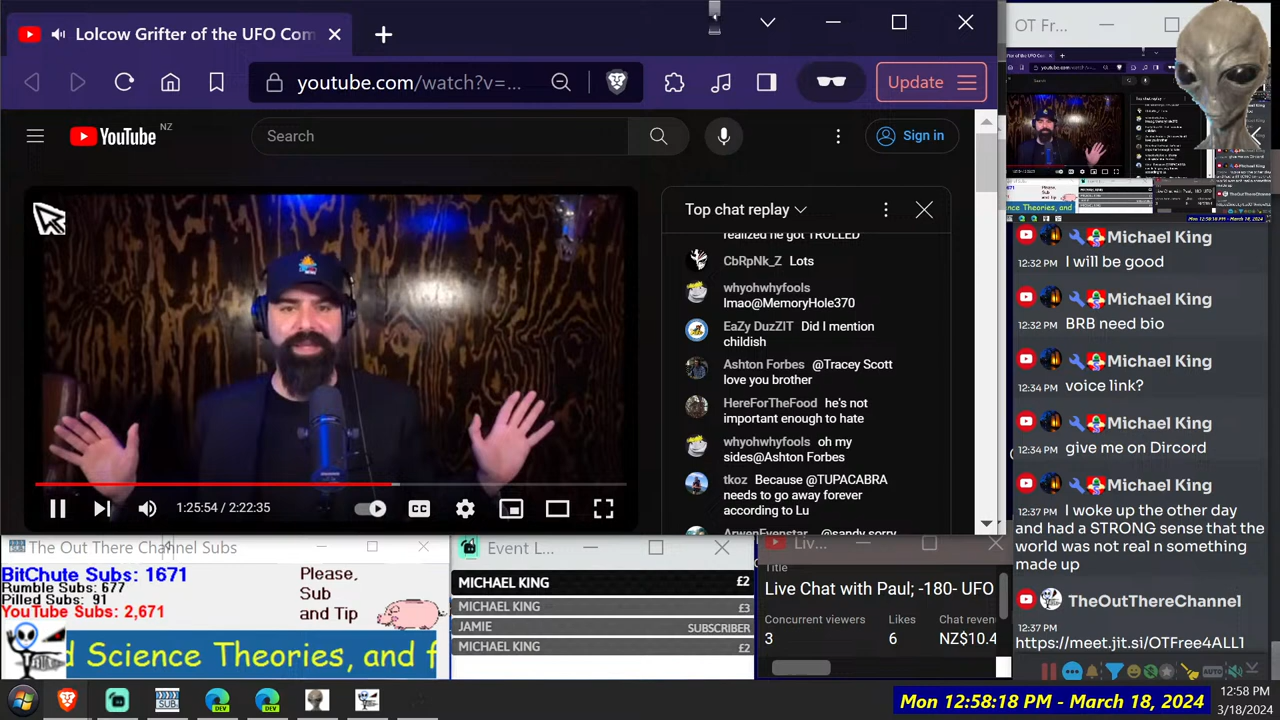 Lolcow Grifter of the UFO Com
youtube.com/watch?v=...
Update
YouTube NZ
Search
Sign in
Top chat replay
realized he got TROLLED
CbRpNk_Z Lots
whyohwhyfools
lmao@MemoryHole370
EaZy DuzZIT Did I mention
childish
Ashton Forbes @Tracey Scott
love you brother
HereForTheFood he's not
important enough to hate
whyohwhyfools oh my
sides@Ashton Forbes
tkoz Because @TUPACABRA
needs to go away forever
according to Lu
ArwenEvenstar @sandy sorry
1:25:54 / 2:22:35
CC
OT Fr...
Michael King
12:32 PM I will be good
Michael King
12:32 PM BRB need bio
Michael King
12:34 PM voice link?
Michael King
12:34 PM give me on Dircord
Michael King
12:37 PM I woke up the other day
and had a STRONG sense that the
world was not real n something
made up
TheOutThereChannel
12:37 PM
https://meet.jit.si/OTFree4ALL1
AUTO
The Out There Channel Subs
BitChute Subs: 1671
Rumble Subs: 677
Pilled Subs: 91
YouTube Subs: 2,671
Please,
Sub
and Tip
d Science Theories, and f
Event L...
MICHAEL KING £2
MICHAEL KING £3
JAMIE SUBSCRIBER
MICHAEL KING £2
Liv...
Title
Live Chat with Paul; -180- UFO
Concurrent viewers Likes Chat reven
3 6 NZ$10.4
SUB
DEV
DEV
Mon 12:58:18 PM - March 18, 2024
12:58 PM
3/18/2024